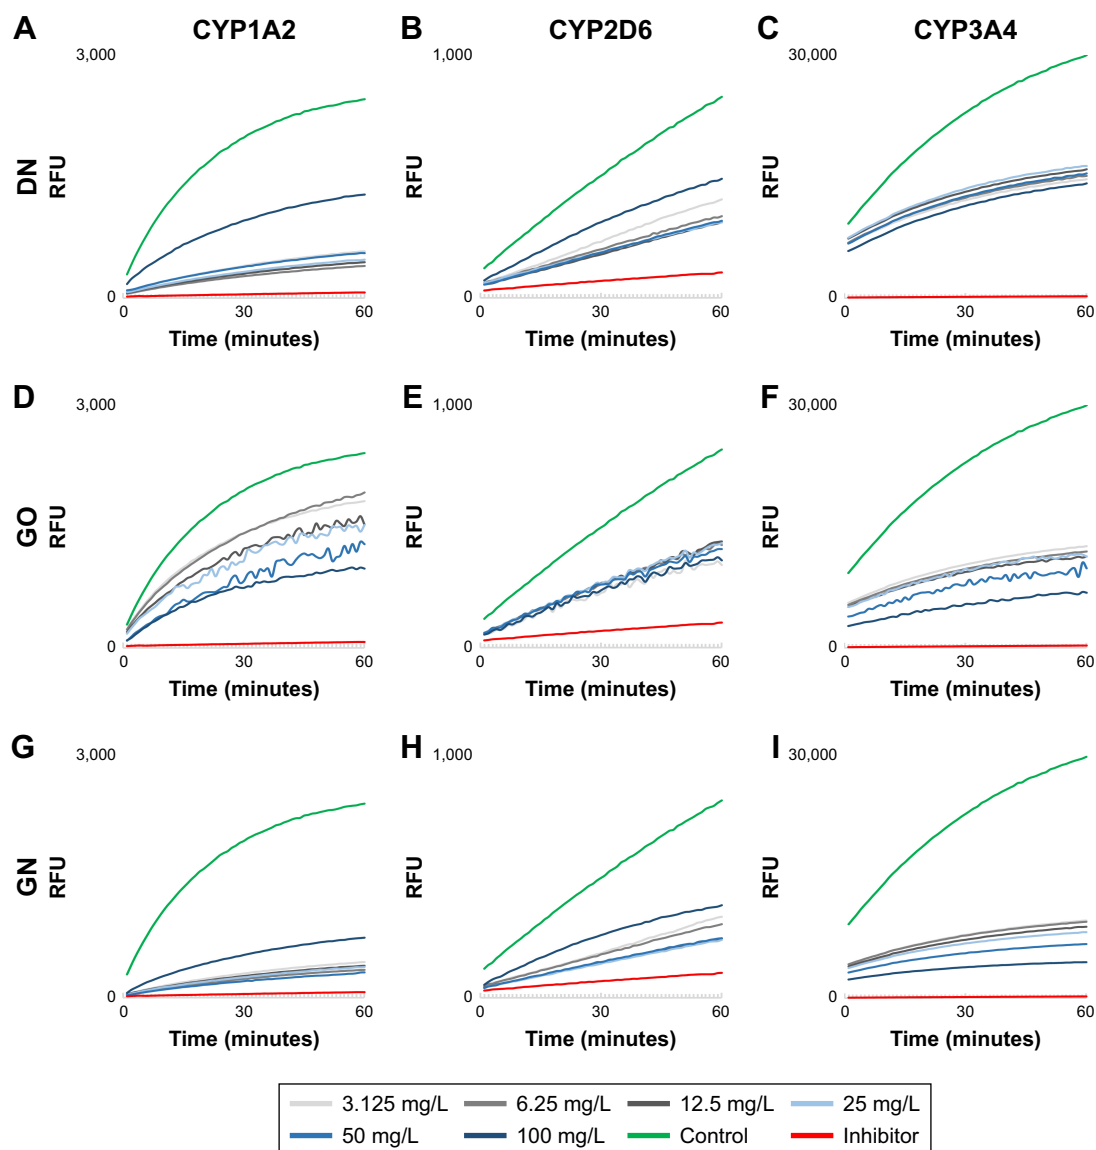 A CYP1A2 B CYP2D6 C CYP3A4
3,000 1,000 30,000
DN
RFU RFU RFU
0 0 0
0 30 60 0 30 60 0 30 60
Time (minutes) Time (minutes) Time (minutes)
D E F
3,000 1,000 30,000
GO
RFU RFU RFU
0 0 0
0 30 60 0 30 60 0 30 60
Time (minutes) Time (minutes) Time (minutes)
G H I
3,000 1,000 30,000
GN
RFU RFU RFU
0 0 0
0 30 60 0 30 60 0 30 60
Time (minutes) Time (minutes) Time (minutes)
3.125 mg/L 6.25 mg/L 12.5 mg/L 25 mg/L
50 mg/L 100 mg/L Control Inhibitor